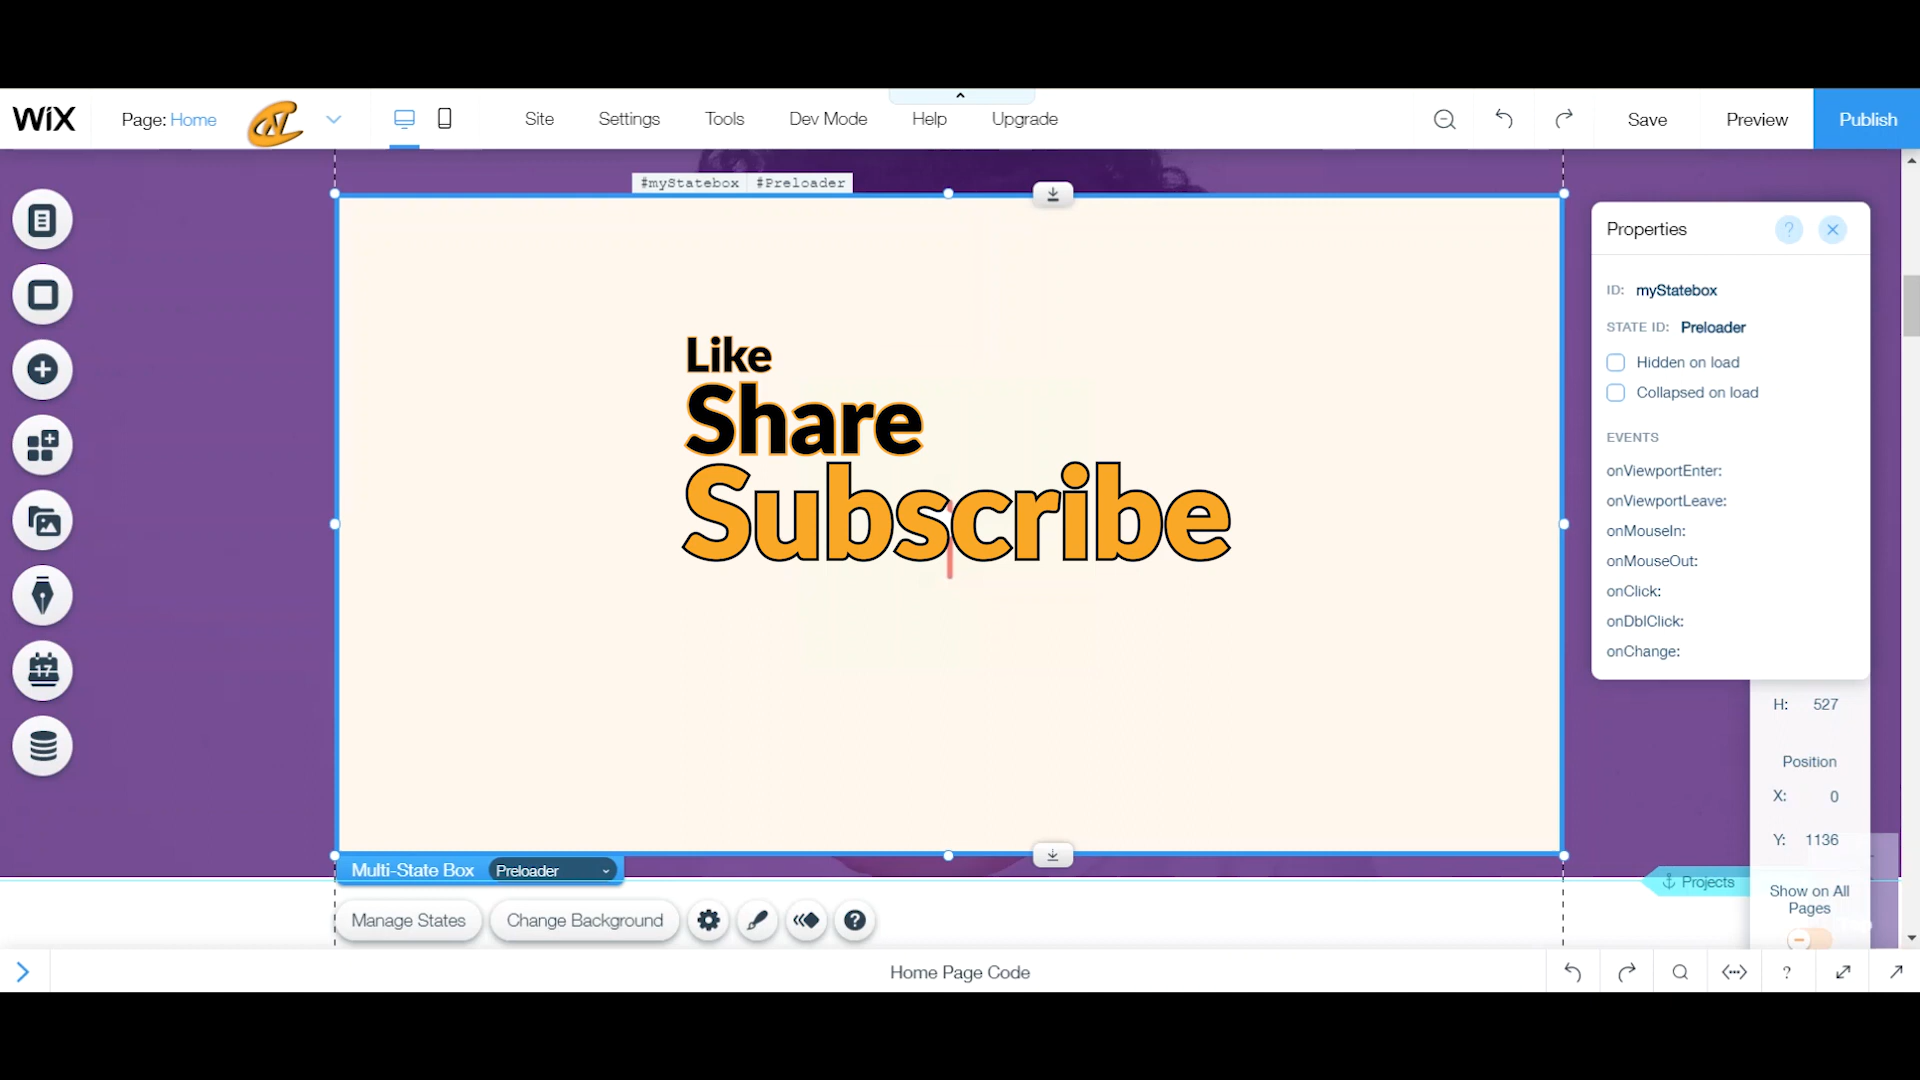 WiX
Page: Home
Site
Settings
Tools
Dev Mode
Help
Upgrade
Save
Preview
Publish
#myStatebox #Preloader
Properties
?
ID: myStatebox
STATE ID: Preloader
Hidden on load
Collapsed on load
EVENTS
onViewportEnter:
onViewportLeave:
onMouseIn:
onMouseOut:
onClick:
onDblClick:
onChange:
Like
Share
Subscribe
17
H: 527
Position
X: 0
Y: 1136
Projects
Show on All
Pages
Multi-State Box Preloader
Manage States
Change Background
?
Home Page Code
?